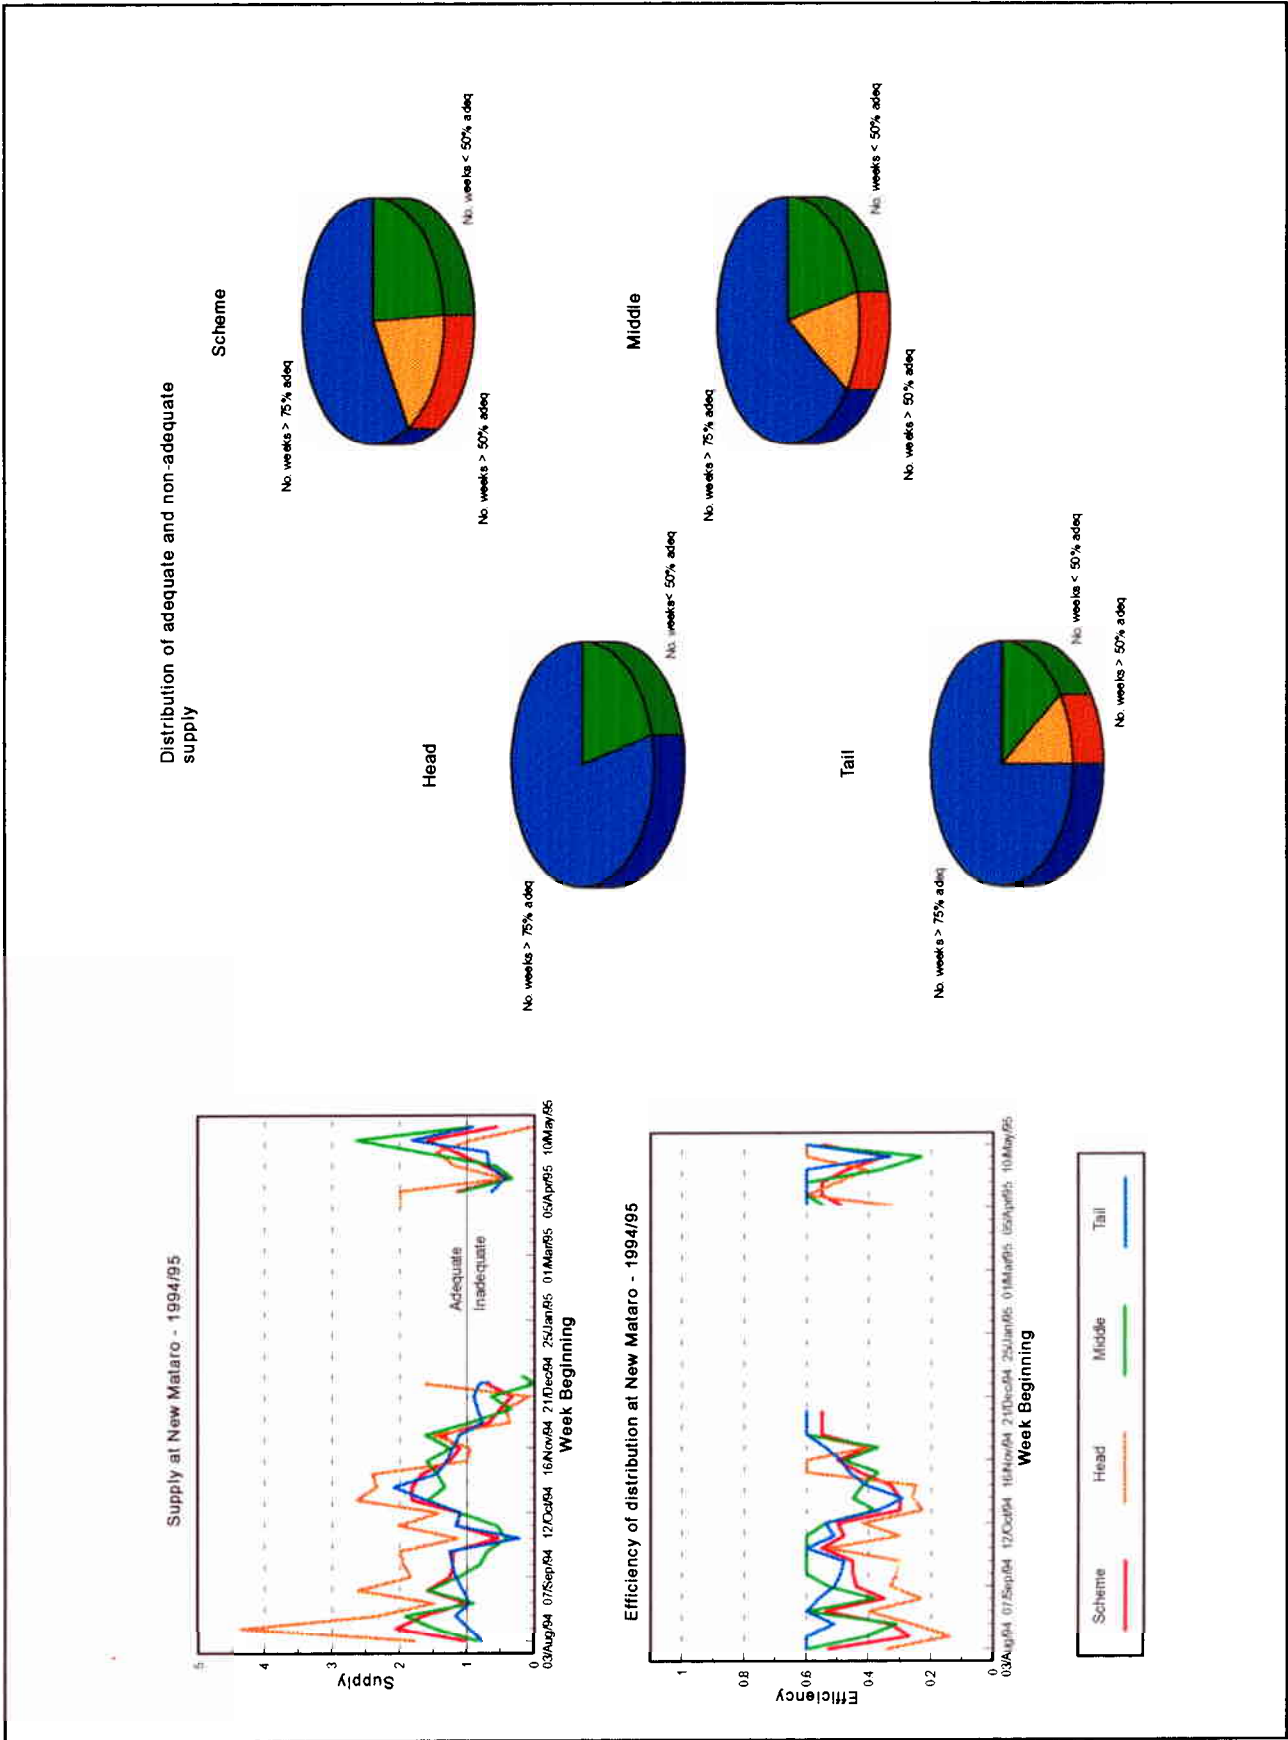 Supply at New Mataro - 1994/95
Supply
5
4
3
2
1
0
Adequate
Inadequate
03/Aug/94 07/Sep/94 12/Oct/94 16/Nov/94 21/Dec/94 25/Jan/95 01/Mar/95 05/Apr/95 10/May/95
Week Beginning
Efficiency of distribution at New Mataro - 1994/95
Efficiency
1
0.8
0.6
0.4
0.2
0
03/Aug/94 07/Sep/94 12/Oct/94 16/Nov/94 21/Dec/94 25/Jan/95 01/Mar/95 05/Apr/95 10/May/95
Week Beginning
Scheme Head Middle Tail
Distribution of adequate and non-adequate
supply
Scheme
No. weeks > 75% adeq
No. weeks > 50% adeq
No. weeks < 50% adeq
Head
No. weeks > 75% adeq
No. weeks< 50% adeq
Middle
No. weeks > 75% adeq
No. weeks > 50% adeq
No. weeks < 50% adeq
Tail
No. weeks > 75% adeq
No. weeks < 50% adeq
No. weeks > 50% adeq